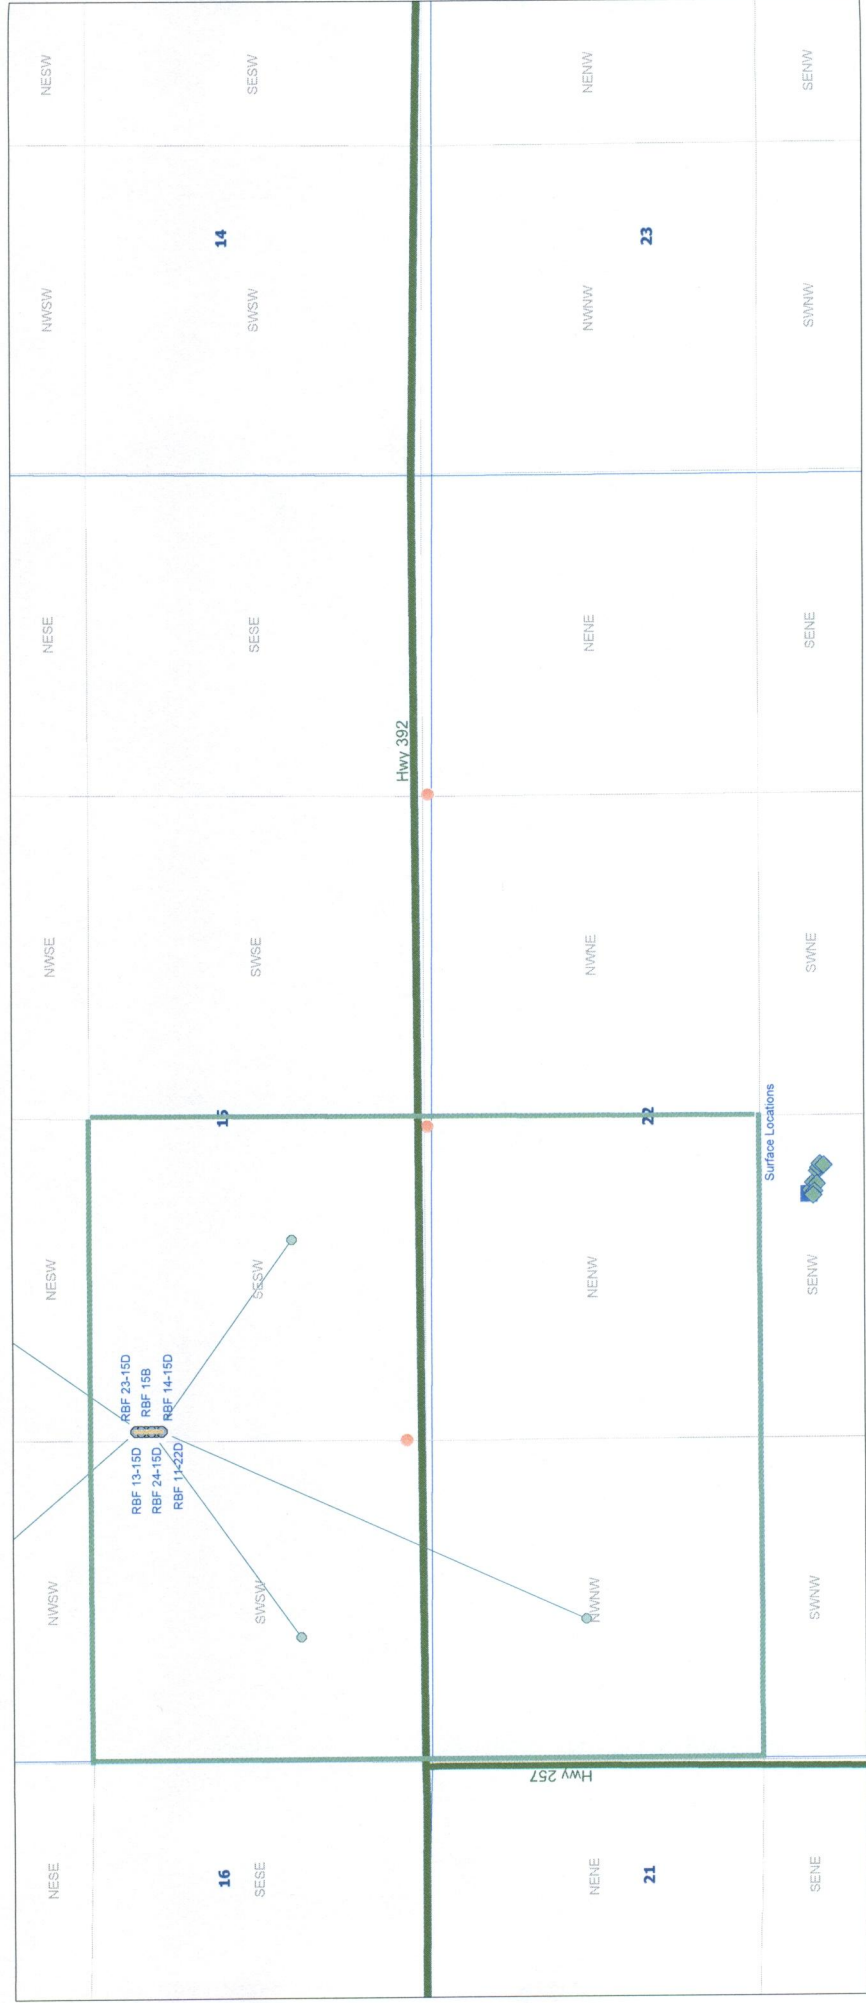 NESE
NWSW
NESW
NWSE
NESE
NWSW
NESW
RBF 23-15D
RBF 13-15D
RBF 15B
RBF 24-15D
RBF 14-15D
RBF 11-22D
16
15
14
SESE
SWSW
SESW
SWSE
SESE
SWSW
SESW
Hwy 392
Hwy 257
NENE
NWNW
NENW
NWNE
NENE
NWNW
NENW
21
22
23
Surface Locations
SENE
SWNW
SENW
SWNE
SENE
SWNW
SENW